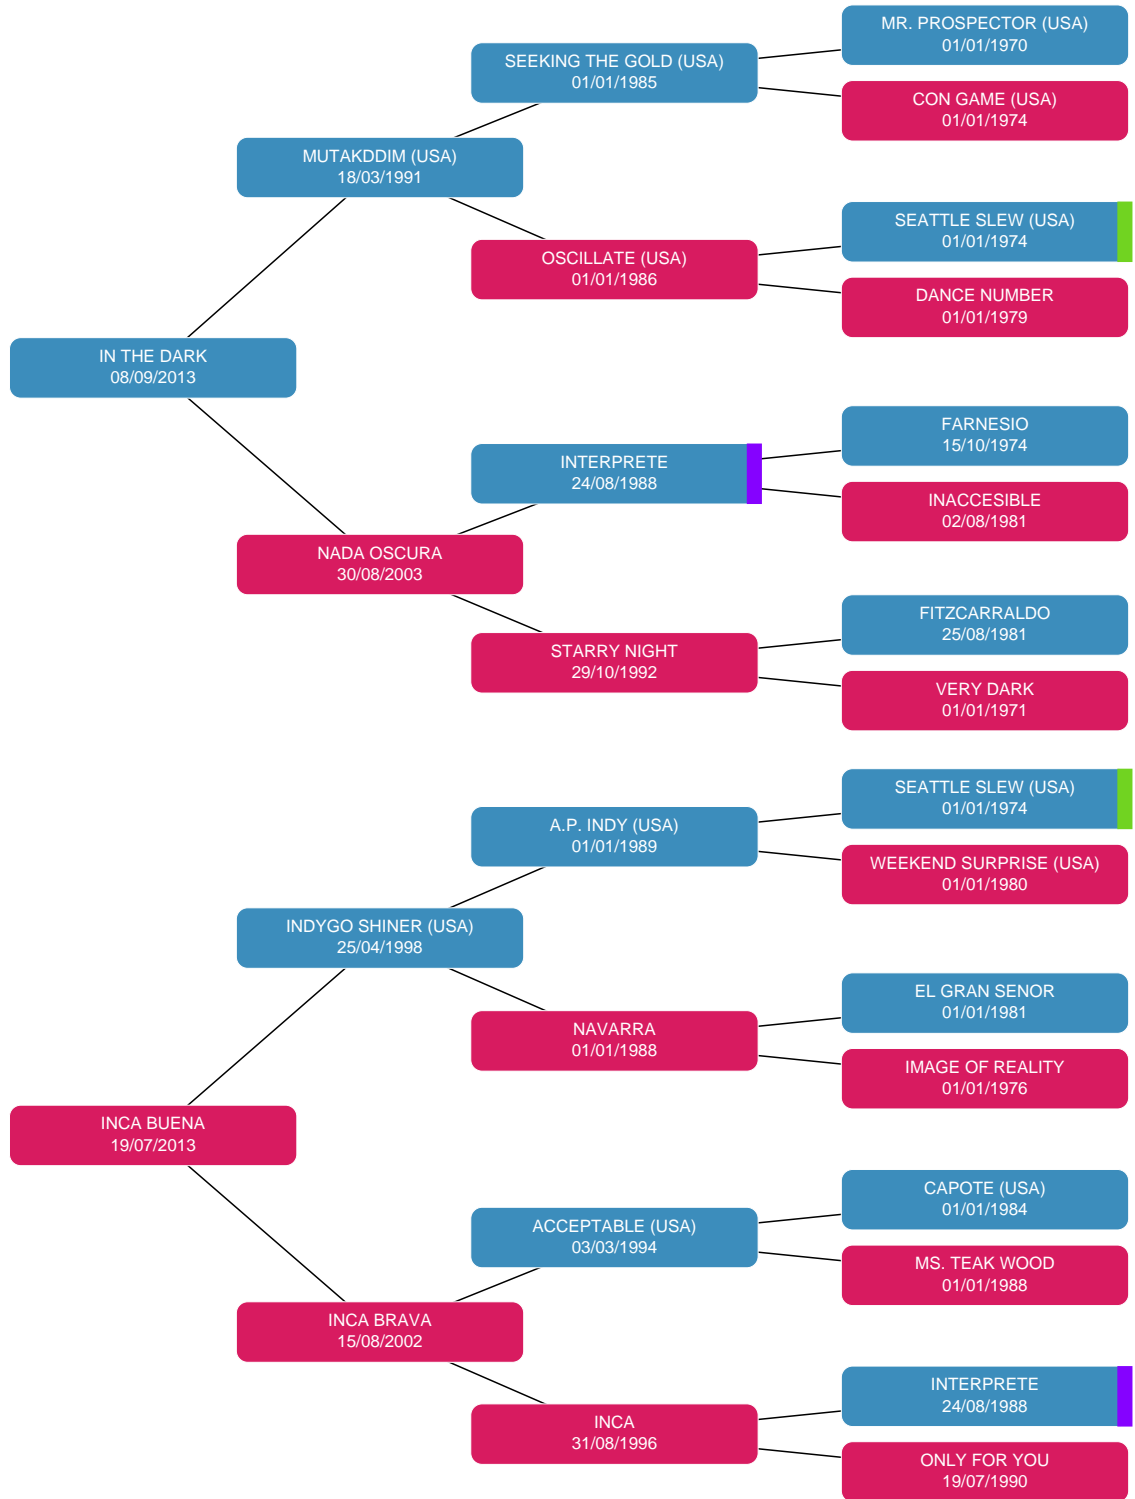 MR. PROSPECTOR (USA)
01/01/1970
SEEKING THE GOLD (USA)
01/01/1985
CON GAME (USA)
01/01/1974
MUTAKDDIM (USA)
18/03/1991
SEATTLE SLEW (USA)
01/01/1974
OSCILLATE (USA)
01/01/1986
DANCE NUMBER
01/01/1979
IN THE DARK
08/09/2013
FARNESIO
15/10/1974
INTERPRETE
24/08/1988
INACCESIBLE
02/08/1981
NADA OSCURA
30/08/2003
FITZCARRALDO
25/08/1981
STARRY NIGHT
29/10/1992
VERY DARK
01/01/1971
SEATTLE SLEW (USA)
01/01/1974
A.P. INDY (USA)
01/01/1989
WEEKEND SURPRISE (USA)
01/01/1980
INDYGO SHINER (USA)
25/04/1998
EL GRAN SENOR
01/01/1981
NAVARRA
01/01/1988
IMAGE OF REALITY
01/01/1976
INCA BUENA
19/07/2013
CAPOTE (USA)
01/01/1984
ACCEPTABLE (USA)
03/03/1994
MS. TEAK WOOD
01/01/1988
INCA BRAVA
15/08/2002
INTERPRETE
24/08/1988
INCA
31/08/1996
ONLY FOR YOU
19/07/1990